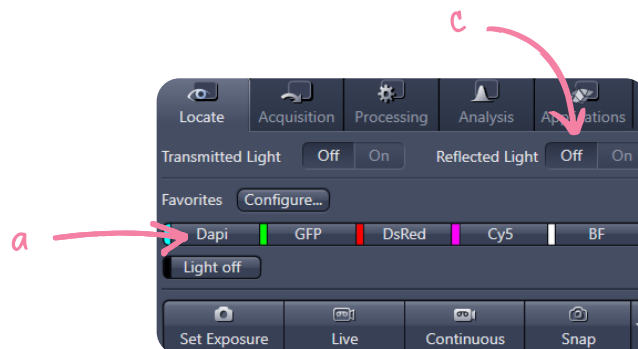 c
Locate Acquisition Processing Analysis Applications
Transmitted Light Off On Reflected Light Off On
Favorites Configure...
a Dapi GFP DsRed Cy5 BF
Light off
Set Exposure Live Continuous Snap